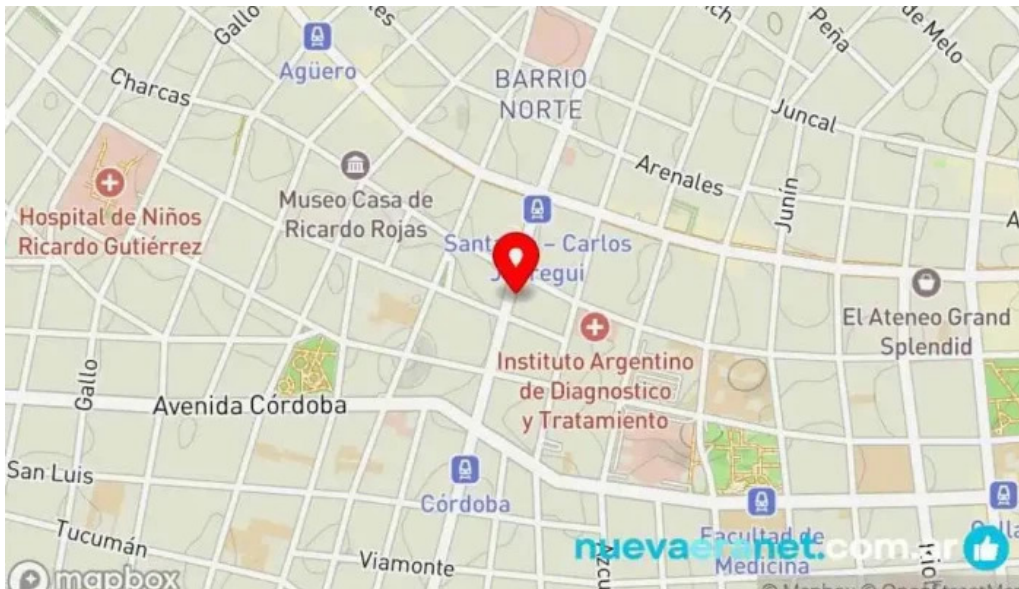 Gallo
Agüero
Charcas
BARRIO
NORTE
Peña
de Melo
Juncal
Arenales
Junín
Museo Casa de
Ricardo Rojas
Hospital de Niños
Ricardo Gutiérrez
Carlos
El Ateneo Grand
Splendid
Instituto Argentino
de Diagnostico
y Tratamiento
Gallo
Avenida Córdoba
San Luis
Córdoba
Tucumán
Viamonte
Facultad de
Medicina
nuevaeranet.com.ar
mapbox
© Mapbox © OpenStreetMap